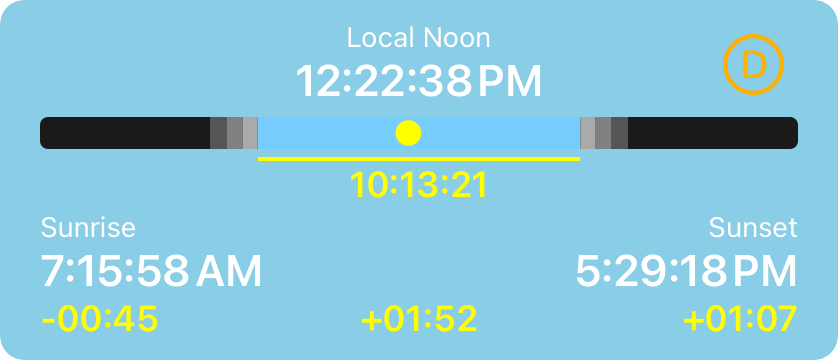 Local Noon
D
12:22:38 PM
10:13:21
Sunrise
Sunset
7:15:58 AM
5:29:18 PM
-00:45
+01:52
+01:07